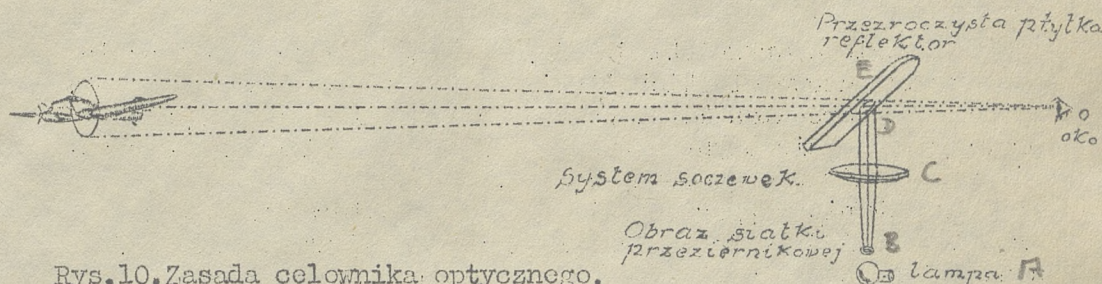 Przezroczysta płytka
reflektor
E
D
O
oko
System soczewek.
C
Obraz siatki
przeziernikowej
B
lampa A
Rys.10.Zasada celownika optycznego.